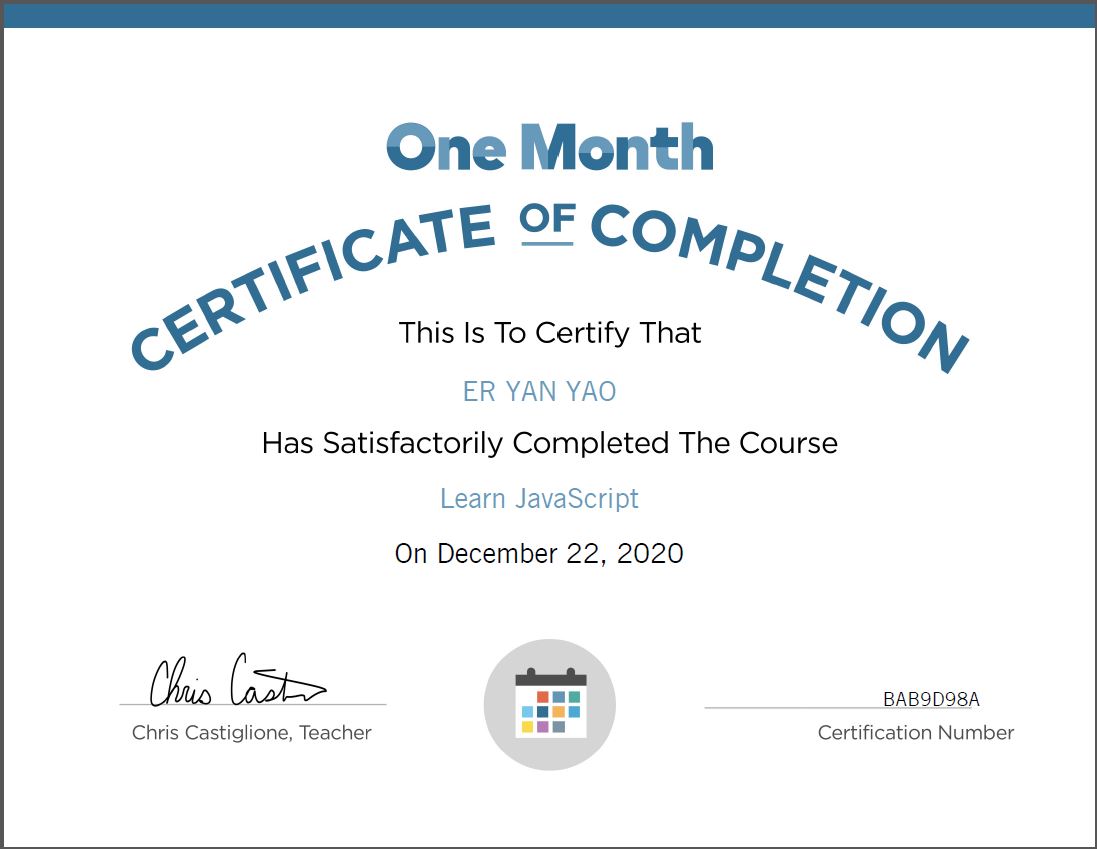 One Month
CERTIFICATE OF COMPLETION
This Is To Certify That
ER YAN YAO
Has Satisfactorily Completed The Course
Learn JavaScript
On December 22, 2020
Chris Cast
BAB9D98A
Chris Castiglione, Teacher
Certification Number